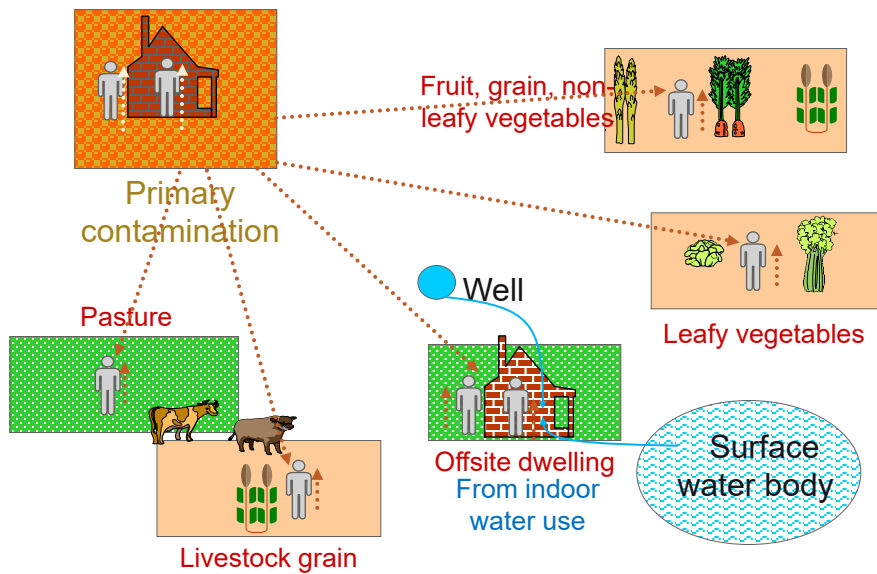 Fruit, grain, non-
leafy vegetables
Primary
contamination
Well
Pasture
Leafy vegetables
Surface
water body
Offsite dwelling
From indoor
water use
Livestock grain